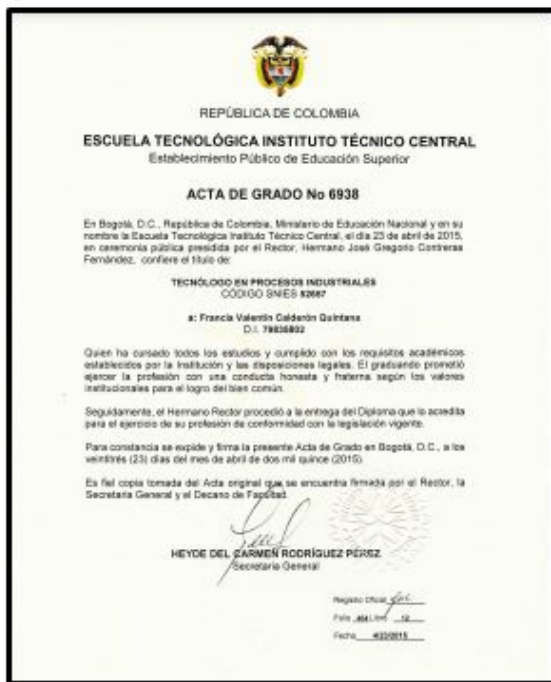 REPÚBLICA DE COLOMBIA
ESCUELA TECNOLÓGICA INSTITUTO TÉCNICO CENTRAL
Establecimiento Público de Educación Superior
ACTA DE GRADO No 6938
En Bogotá, D.C., República de Colombia, Ministerio de Educación Nacional y en su
nombre la Escuela Tecnológica Instituto Técnico Central, el día 23 de abril de 2015,
en ceremonia pública presidida por el Rector, Hermano José Gregorio Contreras
Fernández, confiere el título de:
TECNÓLOGO EN PROCESOS INDUSTRIALES
CÓDIGO SNIES 52687
a: Francia Valentín Calderón Quintana
D.I. 79835802
Quien ha cursado todos los estudios y cumplido con los requisitos académicos
establecidos por la Institución y las disposiciones legales. El graduando prometió
ejercer la profesión con una conducta honesta y fraterna según los valores
institucionales para el logro del bien común.
Seguidamente, el Hermano Rector procedió a la entrega del Diploma que lo acredita
para el ejercicio de su profesión de conformidad con la legislación vigente.
Para constancia se expide y firma la presente Acta de Grado en Bogotá, D.C., a los
veintitrés (23) días del mes de abril de dos mil quince (2015).
Es fiel copia tomada del Acta original que se encuentra firmada por el Rector, la
Secretaria General y el Decano de Facultad.
HEYDE DEL CARMEN RODRÍGUEZ PÉREZ
Secretaria General
Registro Oficial
Folio 464 Libro 12
Fecha 4/23/2015